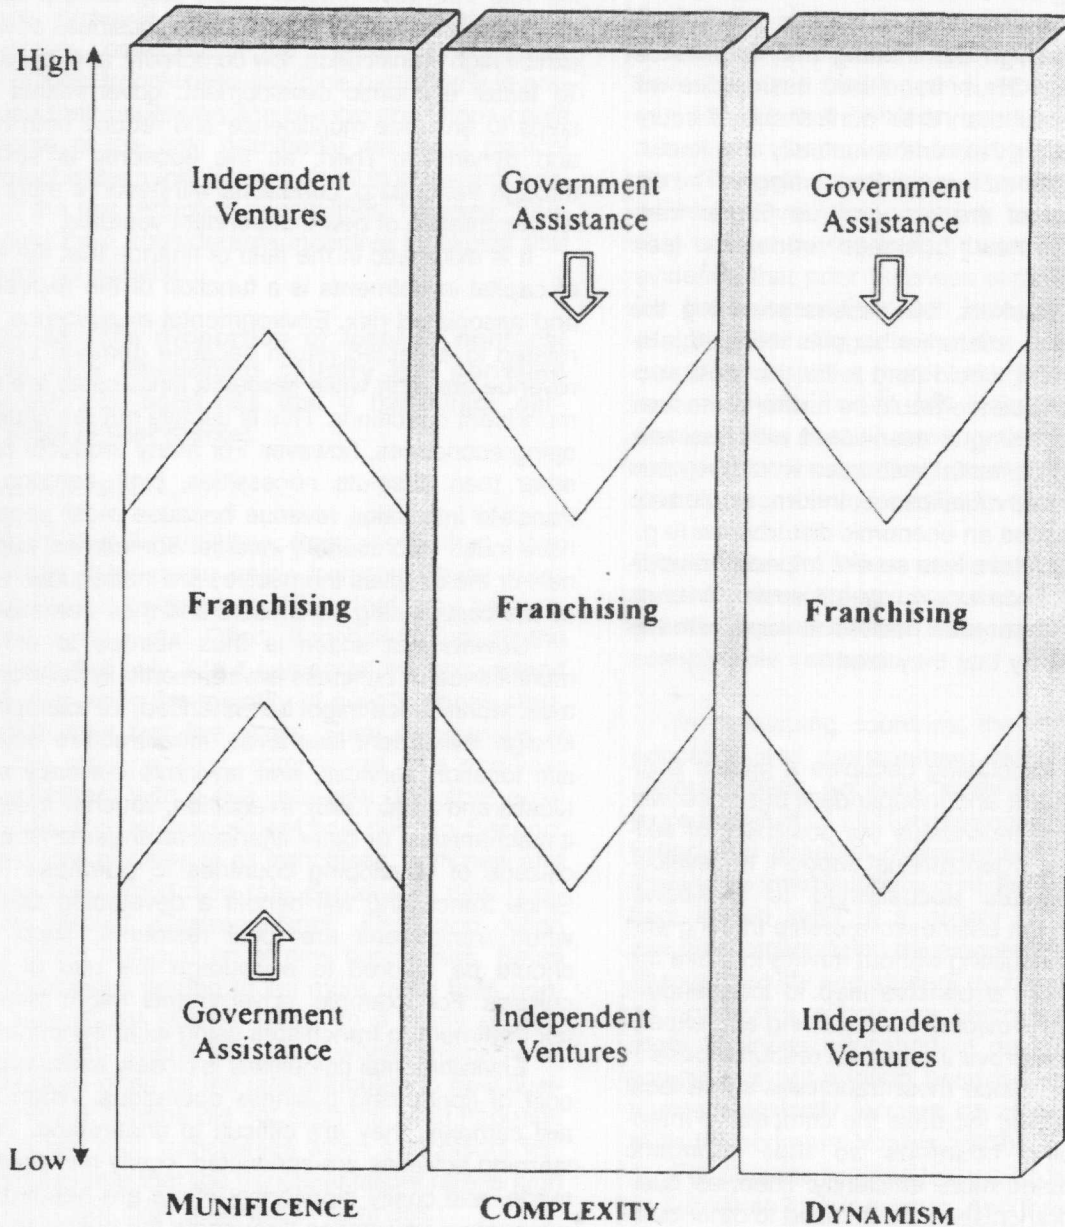 High
Independent
Ventures
Government
Assistance
Government
Assistance
Franchising
Franchising
Franchising
Government
Assistance
Independent
Ventures
Independent
Ventures
Low
MUNIFICENCE
COMPLEXITY
DYNAMISM